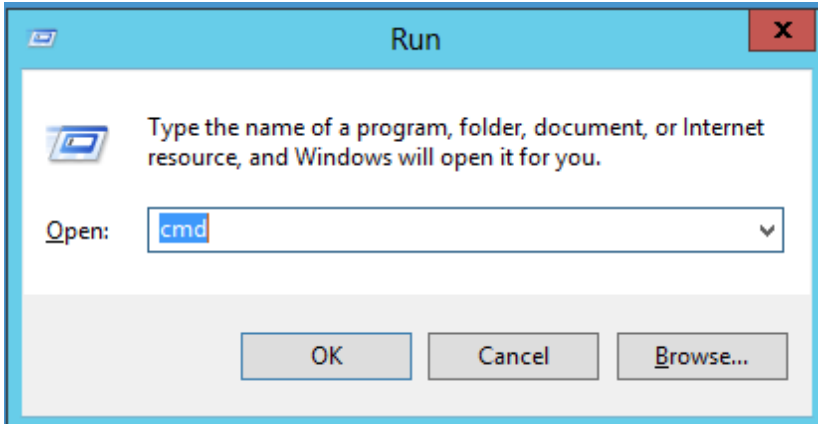 Run
x
Type the name of a program, folder, document, or Internet
resource, and Windows will open it for you.
Open: cmd
OK Cancel Browse...